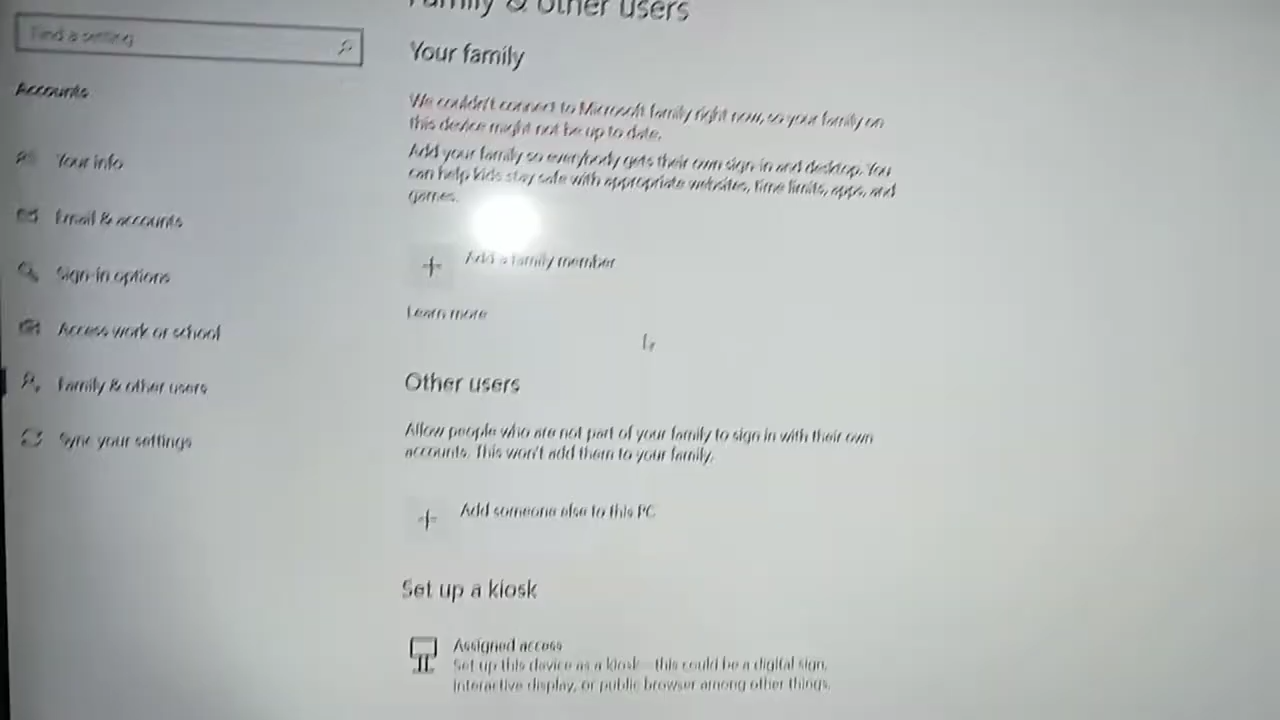 Family & other users
Find a setting
Accounts
Your info
Email & accounts
Sign-in options
Access work or school
Family & other users
Sync your settings
Your family
We couldn't connect to Microsoft family right now, so your family on
this device might not be up to date.
Add your family so everybody gets their own sign-in and desktop. You
can help kids stay safe with appropriate websites, time limits, apps, and
games.
Add a family member
Learn more
Other users
Allow people who are not part of your family to sign in with their own
accounts. This won't add them to your family.
Add someone else to this PC
Set up a kiosk
Assigned access
Set up this device as a kiosk – this could be a digital sign,
interactive display, or public browser among other things.